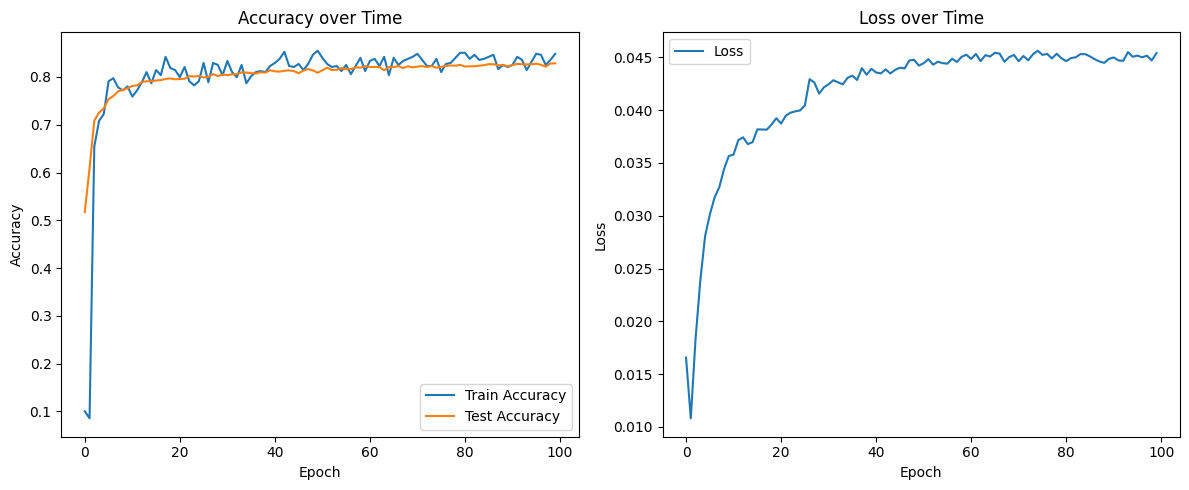 Accuracy over Time
Accuracy
0.8
0.7
0.6
0.5
0.4
0.3
0.2
0.1
0 20 40 60 80 100
Epoch
Train Accuracy
Test Accuracy
Loss over Time
Loss
0.045
0.040
0.035
0.030
0.025
0.020
0.015
0.010
0 20 40 60 80 100
Epoch
Loss